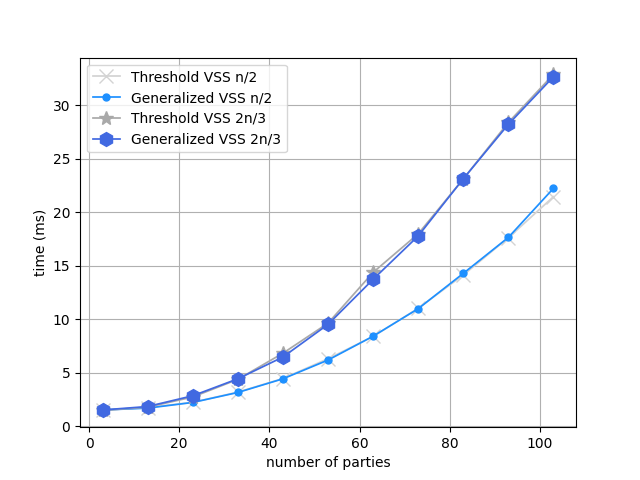 Threshold VSS n/2
Generalized VSS n/2
Threshold VSS 2n/3
Generalized VSS 2n/3
30
25
20
15
10
5
0
time (ms)
0 20 40 60 80 100
number of parties